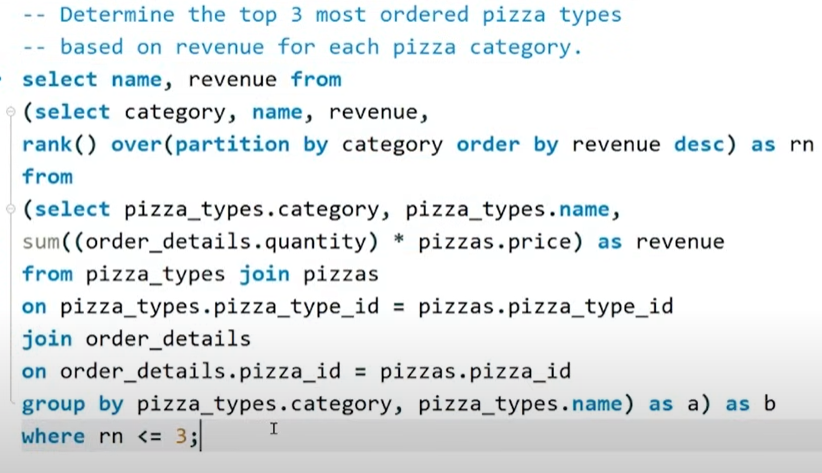 -- Determine the top 3 most ordered pizza types
-- based on revenue for each pizza category.
select name, revenue from
(select category, name, revenue,
rank() over(partition by category order by revenue desc) as rn
from
(select pizza_types.category, pizza_types.name,
sum((order_details.quantity) * pizzas.price) as revenue
from pizza_types join pizzas
on pizza_types.pizza_type_id = pizzas.pizza_type_id
join order_details
on order_details.pizza_id = pizzas.pizza_id
group by pizza_types.category, pizza_types.name) as a) as b
where rn <= 3;